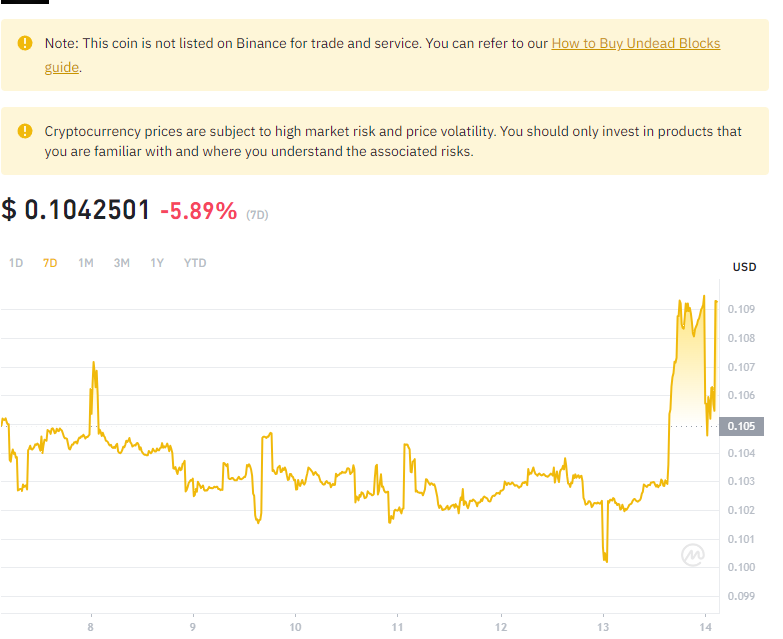 Note: This coin is not listed on Binance for trade and service. You can refer to our How to Buy Undead Blocks
guide.
Cryptocurrency prices are subject to high market risk and price volatility. You should only invest in products that
you are familiar with and where you understand the associated risks.
$ 0.1042501 -5.89% (7D)
1D 7D 1M 3M 1Y YTD
USD
0.109
0.108
0.107
0.106
0.105
0.104
0.103
0.102
0.101
0.100
0.099
8 9 10 11 12 13 14